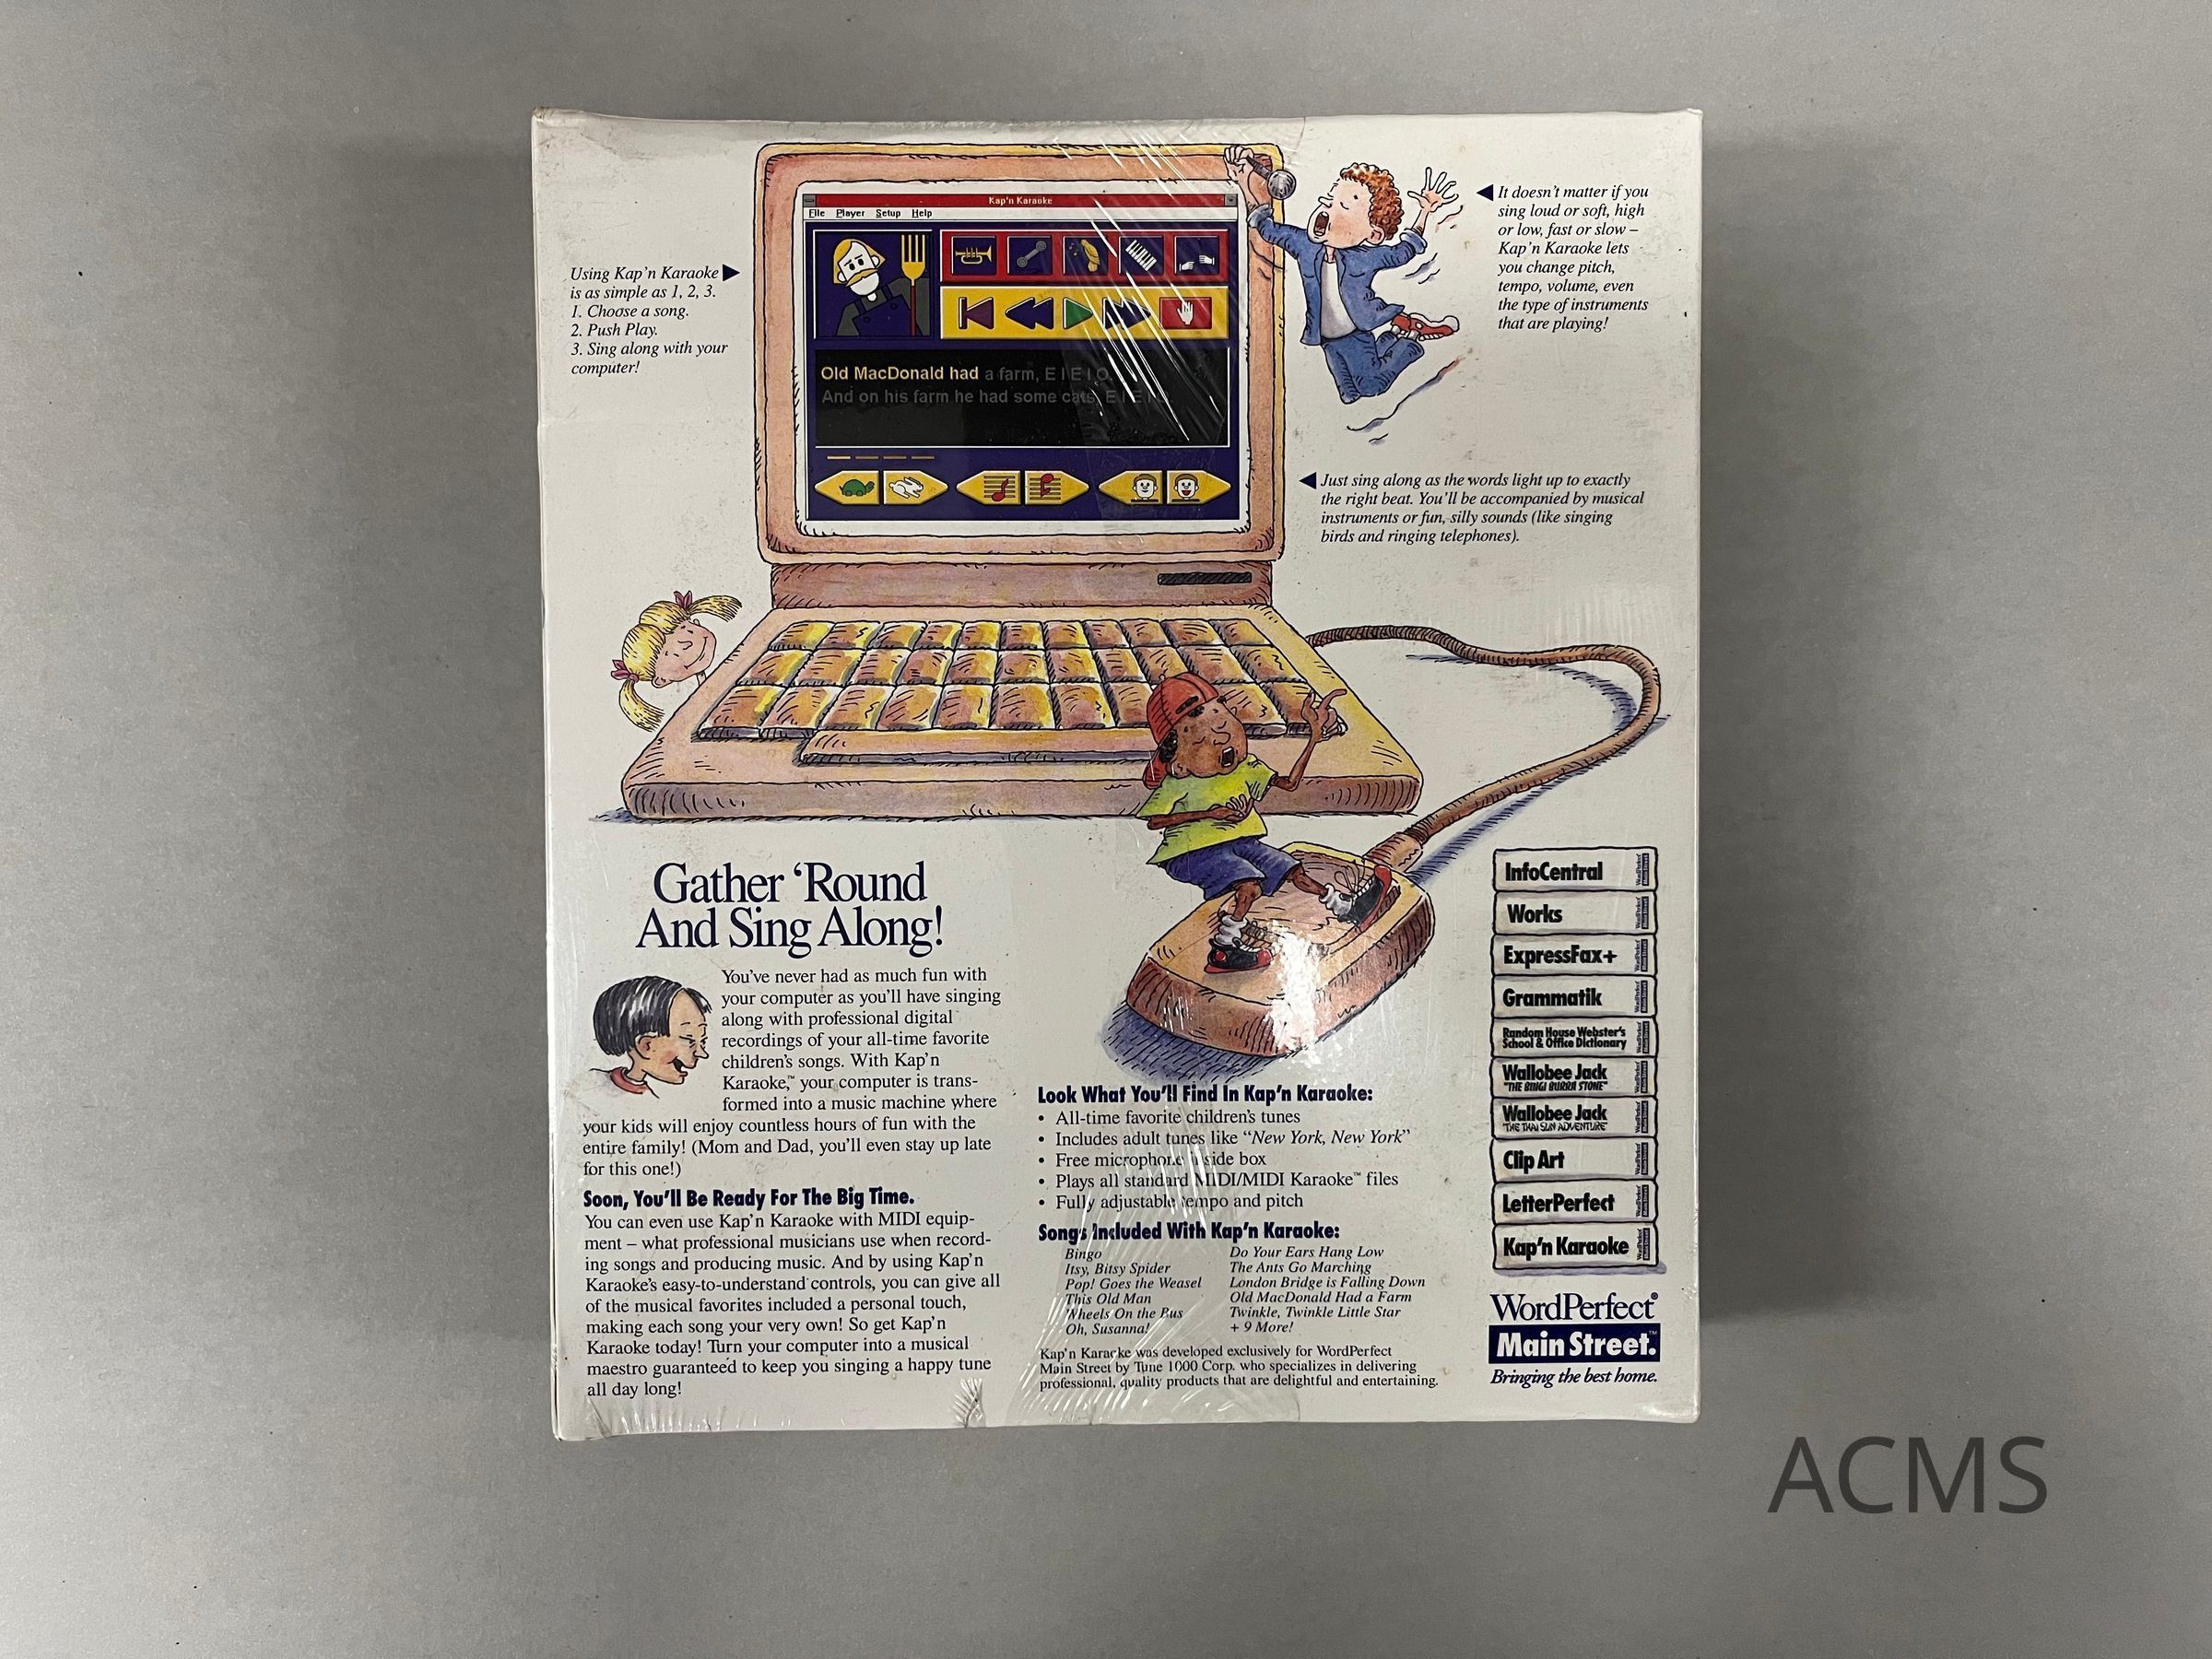 Kap'n Karaoke
File Player Setup Help
Old MacDonald had a farm, E I E I O.
And on his farm he had some cats, E I E I O.
Using Kap'n Karaoke
is as simple as 1, 2, 3.
1. Choose a song.
2. Push Play.
3. Sing along with your
computer!
It doesn't matter if you
sing loud or soft, high
or low, fast or slow –
Kap'n Karaoke lets
you change pitch,
tempo, volume, even
the type of instruments
that are playing!
Just sing along as the words light up to exactly
the right beat. You'll be accompanied by musical
instruments or fun, silly sounds (like singing
birds and ringing telephones).
Gather 'Round
And Sing Along!
You've never had as much fun with
your computer as you'll have singing
along with professional digital
recordings of your all-time favorite
children's songs. With Kap'n
Karaoke,™ your computer is trans-
formed into a music machine where
your kids will enjoy countless hours of fun with the
entire family! (Mom and Dad, you'll even stay up late
for this one!)
Soon, You'll Be Ready For The Big Time.
You can even use Kap'n Karaoke with MIDI equip-
ment – what professional musicians use when record-
ing songs and producing music. And by using Kap'n
Karaoke's easy-to-understand controls, you can give all
of the musical favorites included a personal touch,
making each song your very own! So get Kap'n
Karaoke today! Turn your computer into a musical
maestro guaranteed to keep you singing a happy tune
all day long!
Look What You'll Find In Kap'n Karaoke:
• All-time favorite children's tunes
• Includes adult tunes like "New York, New York"
• Free microphone inside box
• Plays all standard MIDI/MIDI Karaoke™ files
• Fully adjustable tempo and pitch
Songs Included With Kap'n Karaoke:
Bingo
Itsy, Bitsy Spider
Pop! Goes the Weasel
This Old Man
Wheels On the Bus
Oh, Susanna!
Do Your Ears Hang Low
The Ants Go Marching
London Bridge is Falling Down
Old MacDonald Had a Farm
Twinkle, Twinkle Little Star
+ 9 More!
Kap'n Karaoke was developed exclusively for WordPerfect
Main Street by Tune 1000 Corp. who specializes in delivering
professional, quality products that are delightful and entertaining.
InfoCentral
Works
ExpressFax+
Grammatik
Random House Webster's
School & Office Dictionary
Wallobee Jack
"THE BINGI BURRA STONE"
Wallobee Jack
"THE THAI SUN ADVENTURE"
Clip Art
LetterPerfect
Kap'n Karaoke
WordPerfect®
Main Street.™
Bringing the best home.
ACMS